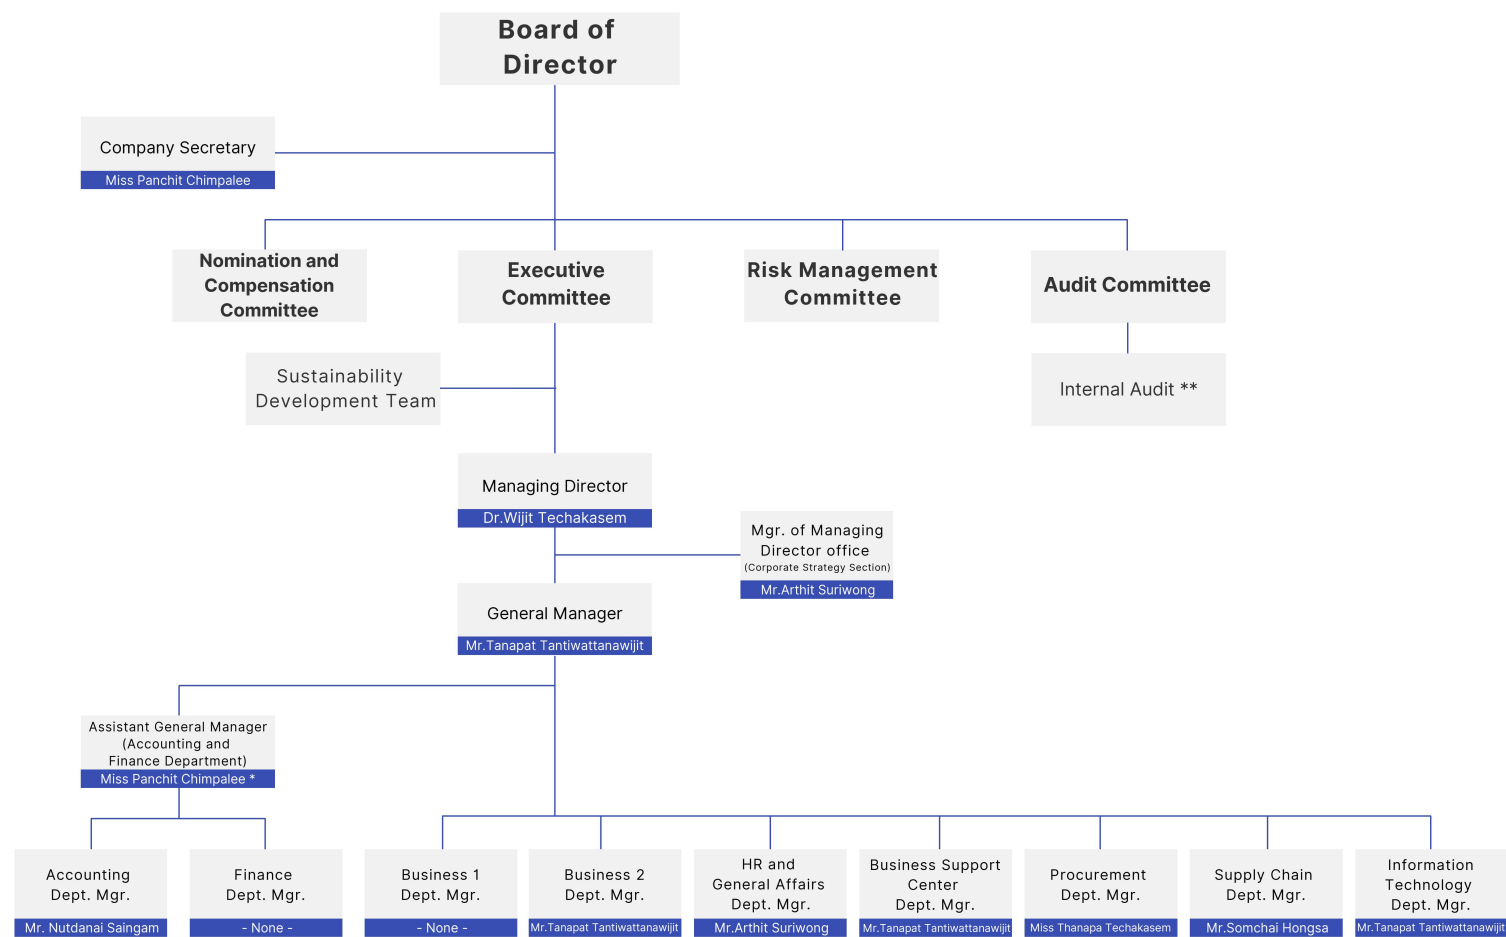 Board of
Director
Company Secretary
Miss Panchit Chimpalee
Nomination and
Compensation
Committee
Executive
Committee
Risk Management
Committee
Audit Committee
Sustainability
Development Team
Internal Audit **
Managing Director
Dr.Wijit Techakasem
Mgr. of Managing
Director office
(Corporate Strategy Section)
Mr.Arthit Suriwong
General Manager
Mr.Tanapat Tantiwattanawijit
Assistant General Manager
(Accounting and
Finance Department)
Miss Panchit Chimpalee *
Accounting
Dept. Mgr.
Mr. Nutdanai Saingam
Finance
Dept. Mgr.
- None -
Business 1
Dept. Mgr.
- None -
Business 2
Dept. Mgr.
Mr.Tanapat Tantiwattanawijit
HR and
General Affairs
Dept. Mgr.
Mr.Arthit Suriwong
Business Support
Center
Dept. Mgr.
Mr.Tanapat Tantiwattanawijit
Procurement
Dept. Mgr.
Miss Thanapa Techakasem
Supply Chain
Dept. Mgr.
Mr.Somchai Hongsa
Information
Technology
Dept. Mgr.
Mr.Tanapat Tantiwattanawijit